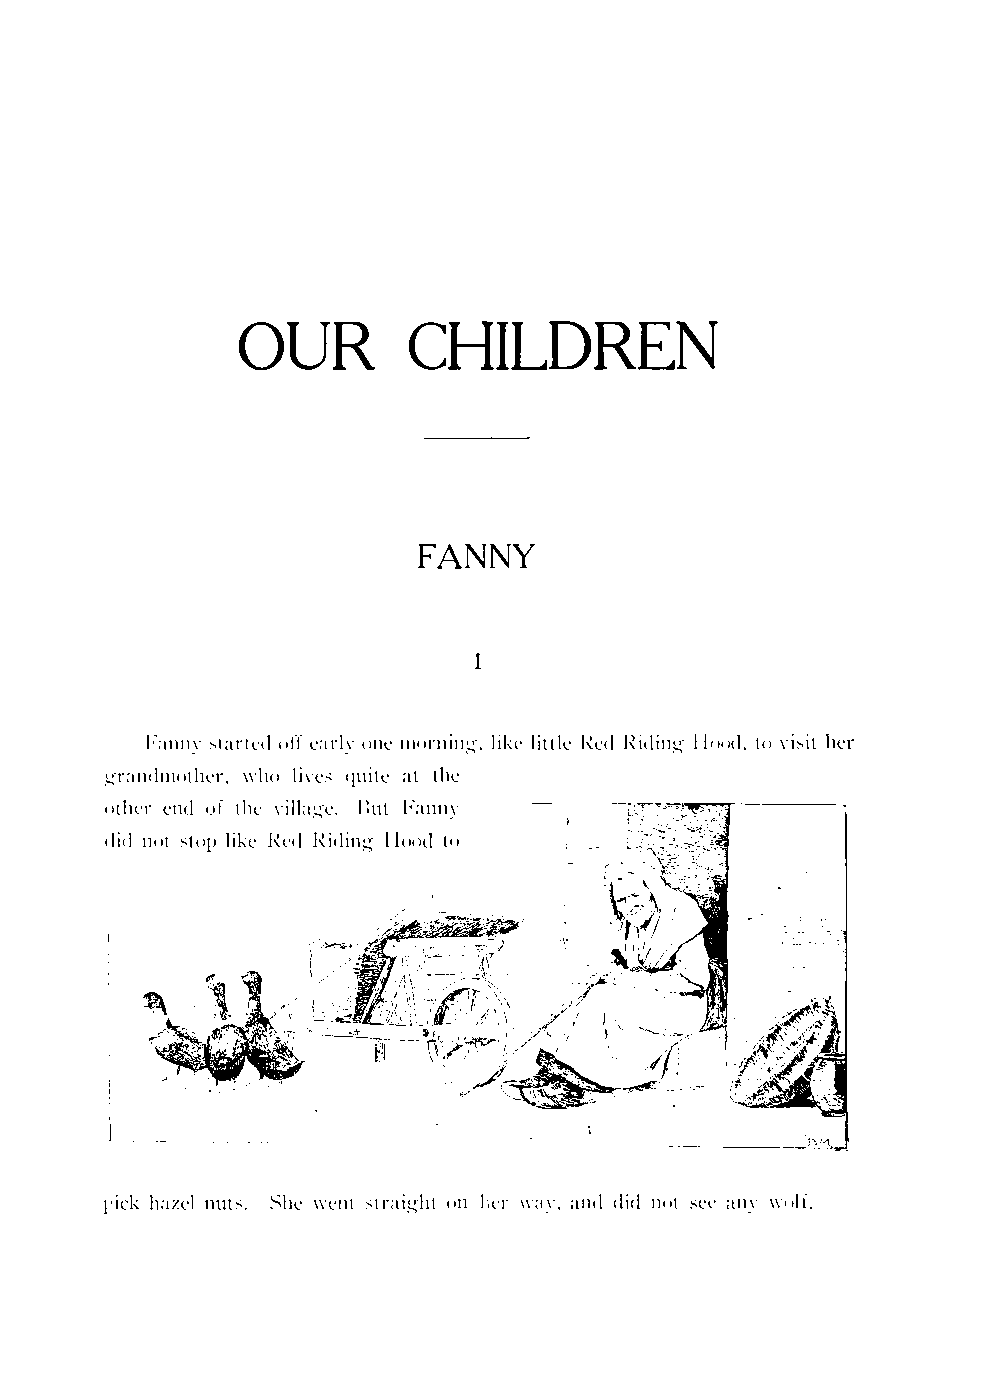 OUR CHILDREN
FANNY
I
Fanny started off early one morning, like little Red Riding Hood, to visit her
grandmother, who lives quite at the
other end of the village. But Fanny
did not stop like Red Riding Hood to
pick hazel nuts. She went straight on her way, and did not see any wolf.